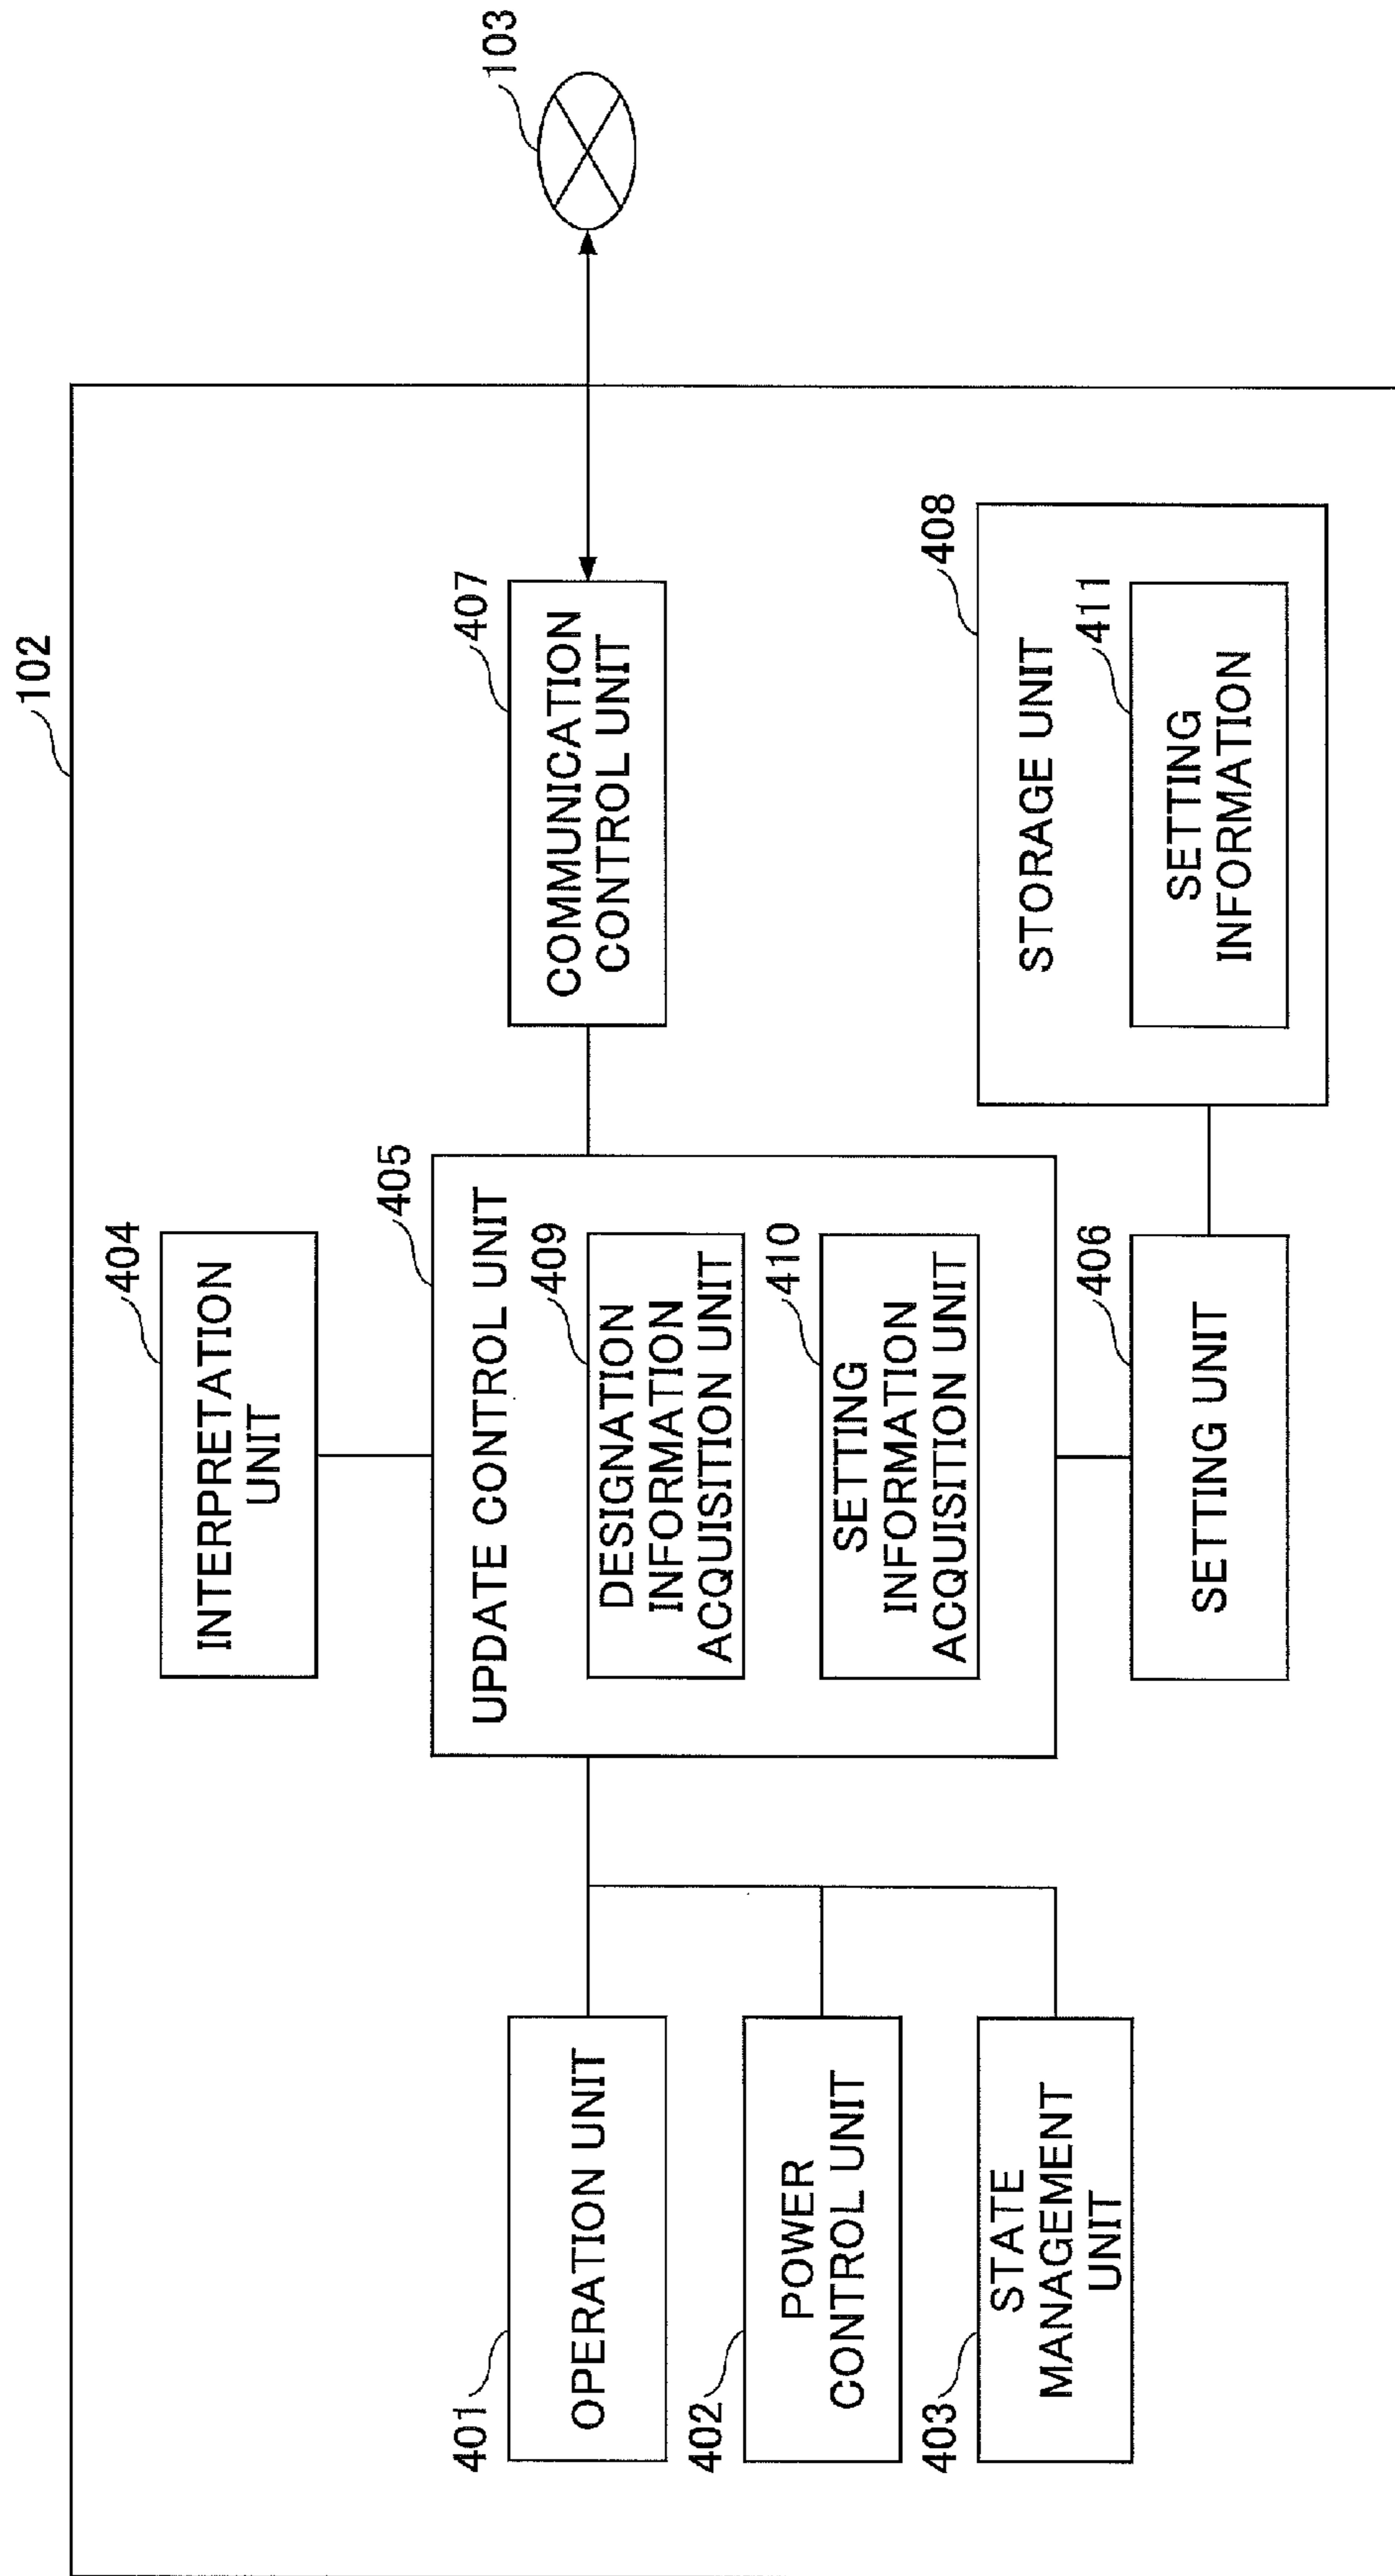 102
103
404
INTERPRETATION
UNIT
405
UPDATE CONTROL UNIT
409
DESIGNATION
INFORMATION
ACQUISITION UNIT
410
SETTING
INFORMATION
ACQUISITION UNIT
407
COMMUNICATION
CONTROL UNIT
401
OPERATION UNIT
402
POWER
CONTROL UNIT
403
STATE
MANAGEMENT
UNIT
406
SETTING UNIT
408
STORAGE UNIT
411
SETTING
INFORMATION